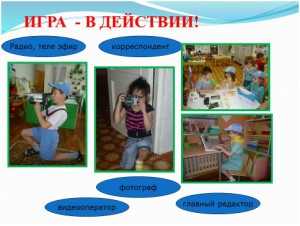 ИГРА - В ДЕЙСТВИИ!
Радио, теле эфир
корреспондент
фотограф
видеооператор
главный редактор